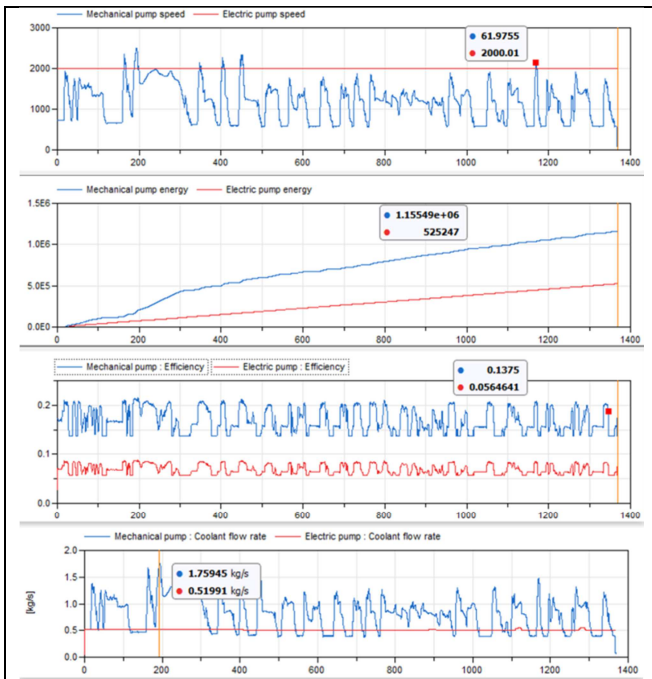 Mechanical pump speed Electric pump speed
3000
61.9755
2000.01
2000
1000
0
0 200 400 600 800 1000 1200 1400
Mechanical pump energy Electric pump energy
1.5E6
1.15549e+06
525247
1.0E6
5.0E5
0.0E0
0 200 400 600 800 1000 1200 1400
Mechanical pump : Efficiency Electric pump : Efficiency
0.1375
0.0564641
0.2
0.1
0.0
0 200 400 600 800 1000 1200 1400
Mechanical pump : Coolant flow rate Electric pump : Coolant flow rate
2.0
1.75945 kg/s
0.51991 kg/s
1.5
[kg/s]
1.0
0.5
0.0
0 200 400 600 800 1000 1200 1400